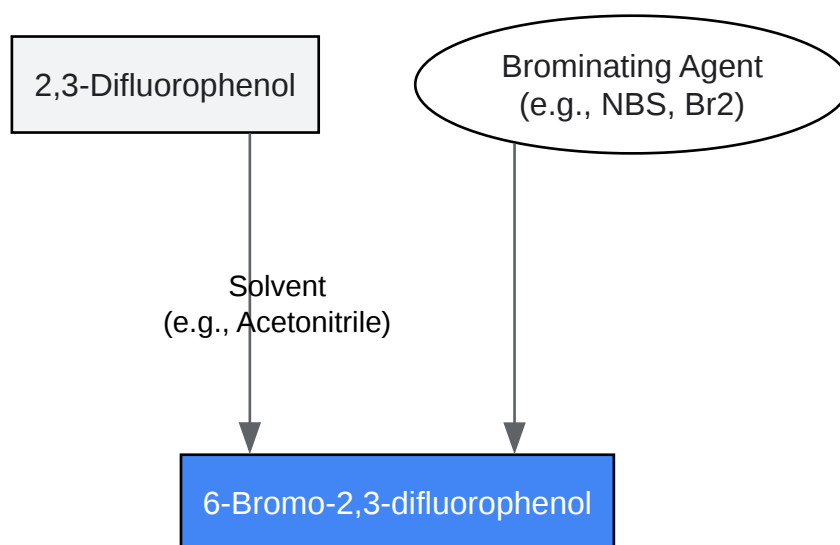 2,3-Difluorophenol
Brominating Agent
(e.g., NBS, Br2)
Solvent
(e.g., Acetonitrile)
6-Bromo-2,3-difluorophenol